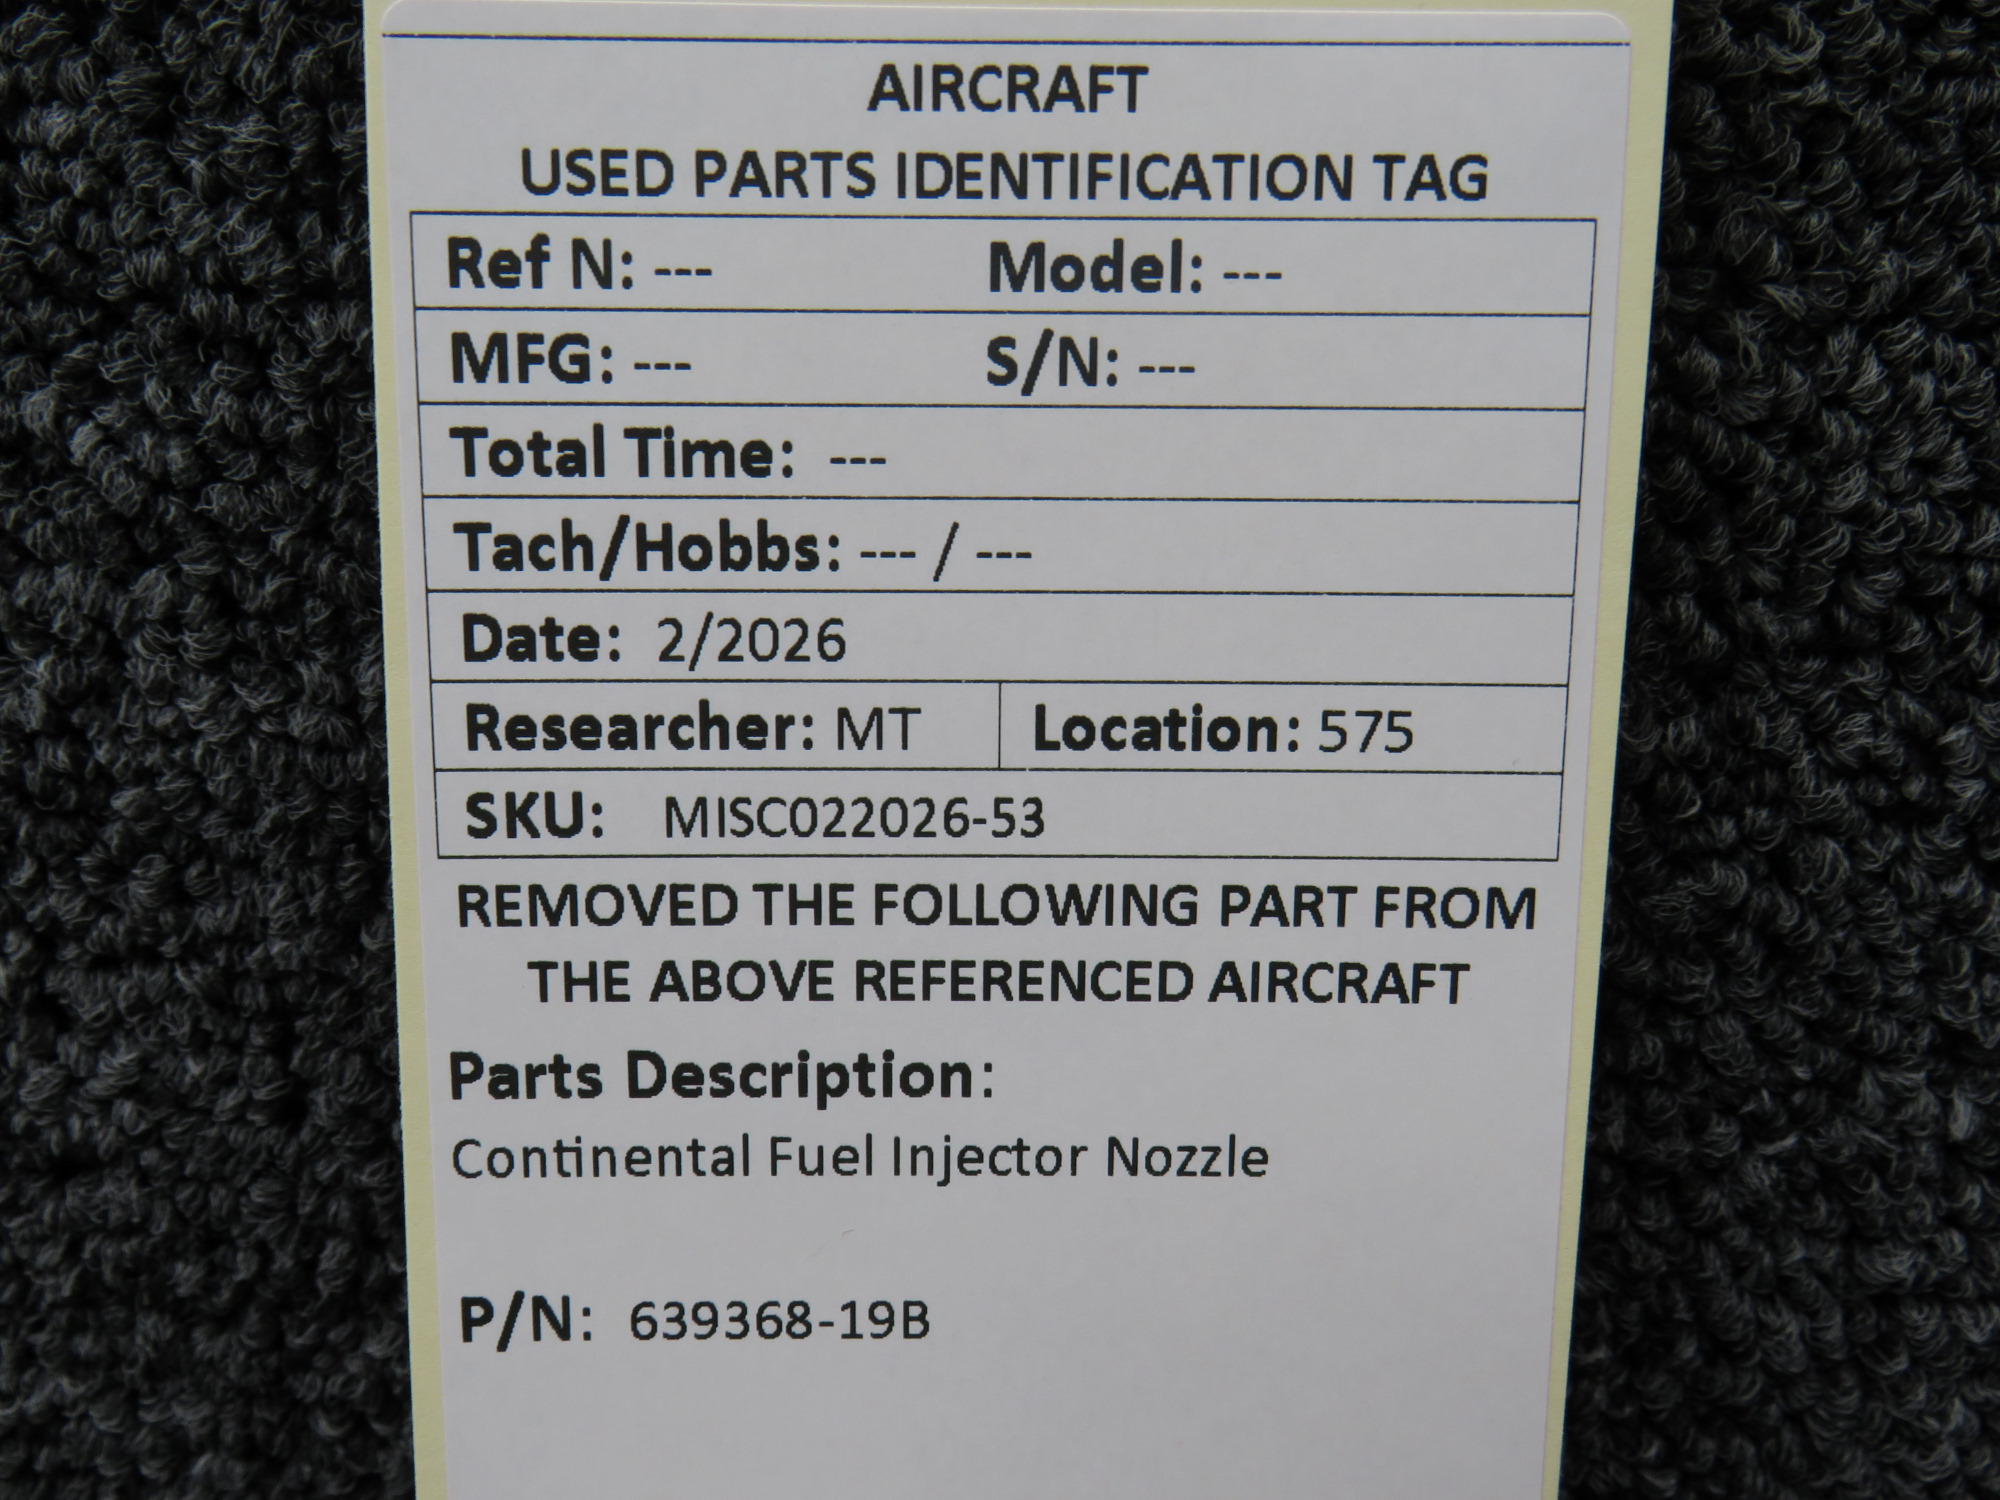 AIRCRAFT
USED PARTS IDENTIFICATION TAG
Ref N: --- Model: ---
MFG: --- S/N: ---
Total Time: ---
Tach/Hobbs: --- / ---
Date: 2/2026
Researcher: MT Location: 575
SKU: MISC022026-53
REMOVED THE FOLLOWING PART FROM
THE ABOVE REFERENCED AIRCRAFT
Parts Description:
Continental Fuel Injector Nozzle
P/N: 639368-19B